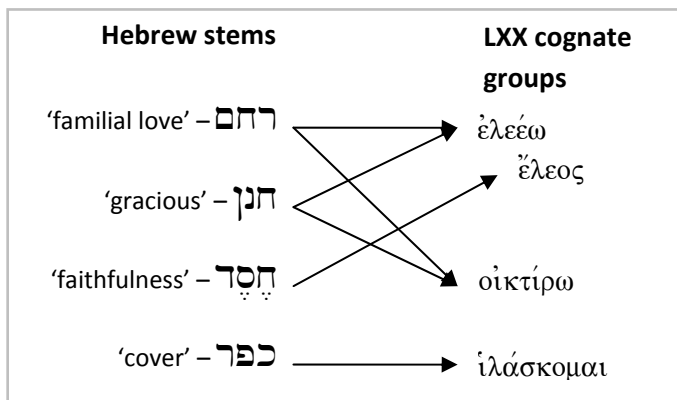 Hebrew stems
LXX cognate groups
‘familial love’ – רחם
ἐλεέω
ἔλεος
‘gracious’ – חנן
‘faithfulness’ – חֶסֶד
οἰκτίρω
‘cover’ – כפר
ἱλάσκομαι